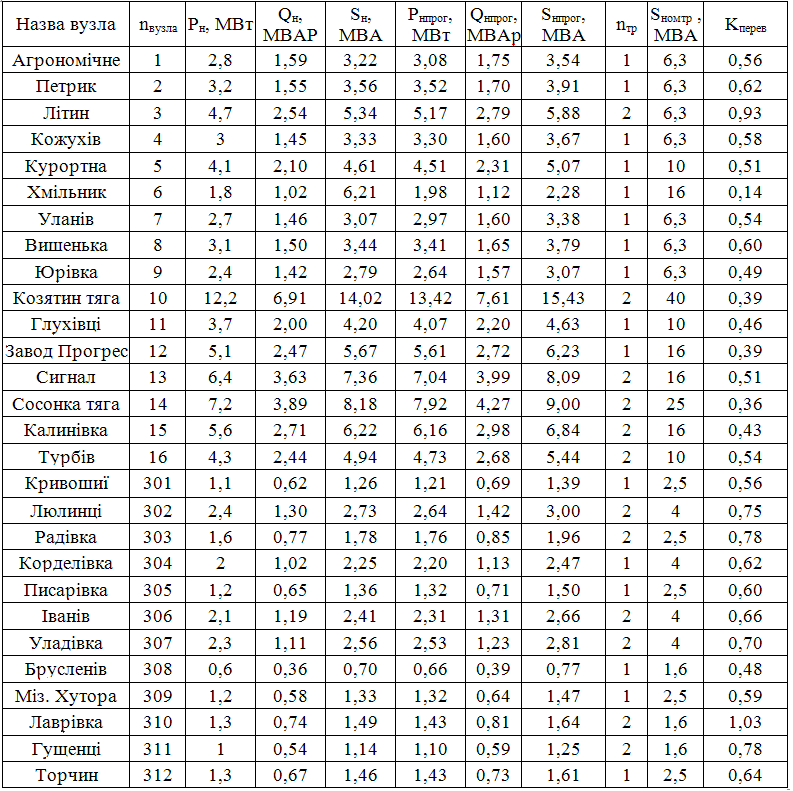 Назва вузла nвузла Pн, МВт Qн, МВАР Sн, МВА Pнпрог, МВт Qнпрог, МВАр Sнпрог, МВА nтр Sномтр , МВА Kперев
Агрономічне 1 2,8 1,59 3,22 3,08 1,75 3,54 1 6,3 0,56
Петрик 2 3,2 1,55 3,56 3,52 1,70 3,91 1 6,3 0,62
Літин 3 4,7 2,54 5,34 5,17 2,79 5,88 2 6,3 0,93
Кожухів 4 3 1,45 3,33 3,30 1,60 3,67 1 6,3 0,58
Курортна 5 4,1 2,10 4,61 4,51 2,31 5,07 1 10 0,51
Хмільник 6 1,8 1,02 6,21 1,98 1,12 2,28 1 16 0,14
Уланів 7 2,7 1,46 3,07 2,97 1,60 3,38 1 6,3 0,54
Вишенька 8 3,1 1,50 3,44 3,41 1,65 3,79 1 6,3 0,60
Юрівка 9 2,4 1,42 2,79 2,64 1,57 3,07 1 6,3 0,49
Козятин тяга 10 12,2 6,91 14,02 13,42 7,61 15,43 2 40 0,39
Глухівці 11 3,7 2,00 4,20 4,07 2,20 4,63 1 10 0,46
Завод Прогрес 12 5,1 2,47 5,67 5,61 2,72 6,23 1 16 0,39
Сигнал 13 6,4 3,63 7,36 7,04 3,99 8,09 2 16 0,51
Сосонка тяга 14 7,2 3,89 8,18 7,92 4,27 9,00 2 25 0,36
Калинівка 15 5,6 2,71 6,22 6,16 2,98 6,84 2 16 0,43
Турбів 16 4,3 2,44 4,94 4,73 2,68 5,44 2 10 0,54
Кривошиї 301 1,1 0,62 1,26 1,21 0,69 1,39 1 2,5 0,56
Люлинці 302 2,4 1,30 2,73 2,64 1,42 3,00 2 4 0,75
Радівка 303 1,6 0,77 1,78 1,76 0,85 1,96 2 2,5 0,78
Корделівка 304 2 1,02 2,25 2,20 1,13 2,47 1 4 0,62
Писарівка 305 1,2 0,65 1,36 1,32 0,71 1,50 1 2,5 0,60
Іванів 306 2,1 1,19 2,41 2,31 1,31 2,66 2 4 0,66
Уладівка 307 2,3 1,11 2,56 2,53 1,23 2,81 2 4 0,70
Брусленів 308 0,6 0,36 0,70 0,66 0,39 0,77 1 1,6 0,48
Міз. Хутора 309 1,2 0,58 1,33 1,32 0,64 1,47 1 2,5 0,59
Лаврівка 310 1,3 0,74 1,49 1,43 0,81 1,64 2 1,6 1,03
Гущенці 311 1 0,54 1,14 1,10 0,59 1,25 2 1,6 0,78
Торчин 312 1,3 0,67 1,46 1,43 0,73 1,61 1 2,5 0,64